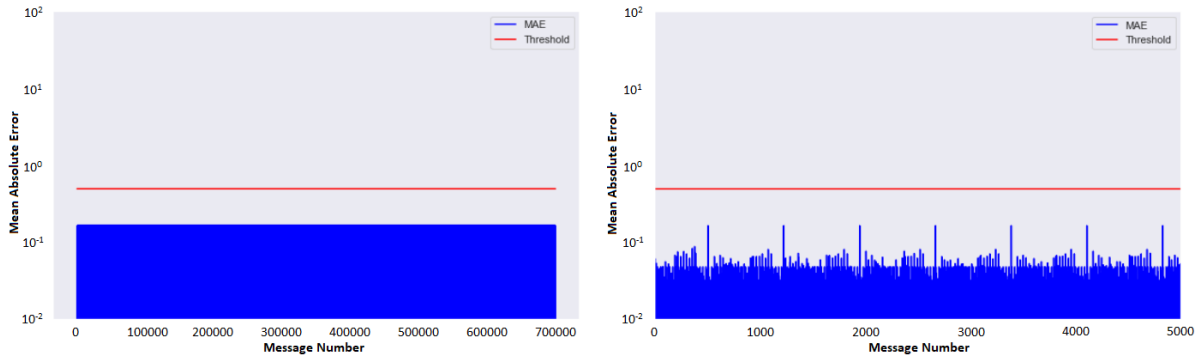 10²
10¹
10⁰
10⁻¹
10⁻²
Mean Absolute Error
MAE
Threshold
0 100000 200000 300000 400000 500000 600000 700000
Message Number
10²
10¹
10⁰
10⁻¹
10⁻²
Mean Absolute Error
MAE
Threshold
0 1000 2000 3000 4000 5000
Message Number